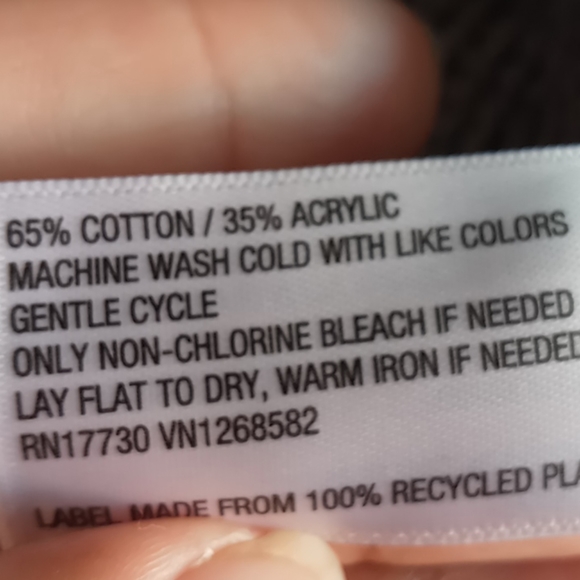 65% COTTON / 35% ACRYLIC
MACHINE WASH COLD WITH LIKE COLORS
GENTLE CYCLE
ONLY NON-CHLORINE BLEACH IF NEEDED
LAY FLAT TO DRY, WARM IRON IF NEEDED
RN17730 VN1268582
LABEL MADE FROM 100% RECYCLED